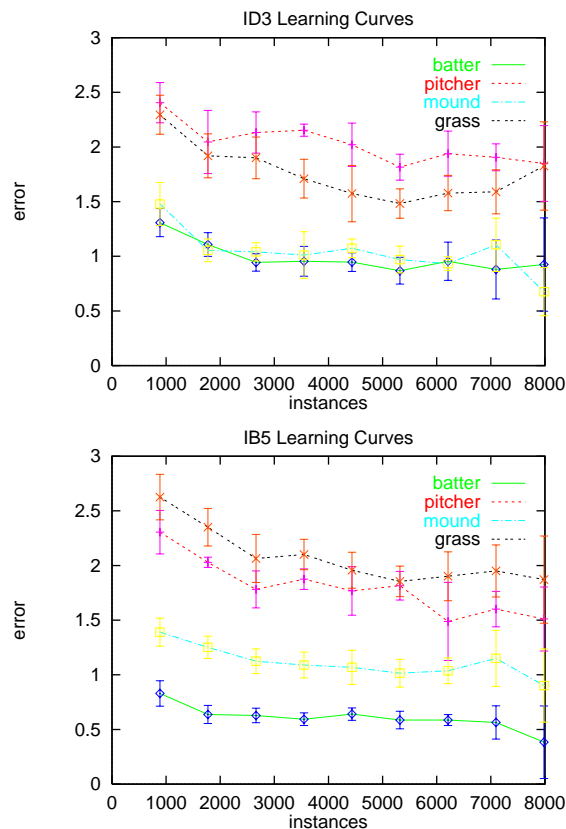 ID3 Learning Curves
3
2.5
2
1.5
1
0.5
0
error
batter
pitcher
mound
grass
0 1000 2000 3000 4000 5000 6000 7000 8000
instances
IB5 Learning Curves
3
2.5
2
1.5
1
0.5
0
error
batter
pitcher
mound
grass
0 1000 2000 3000 4000 5000 6000 7000 8000
instances